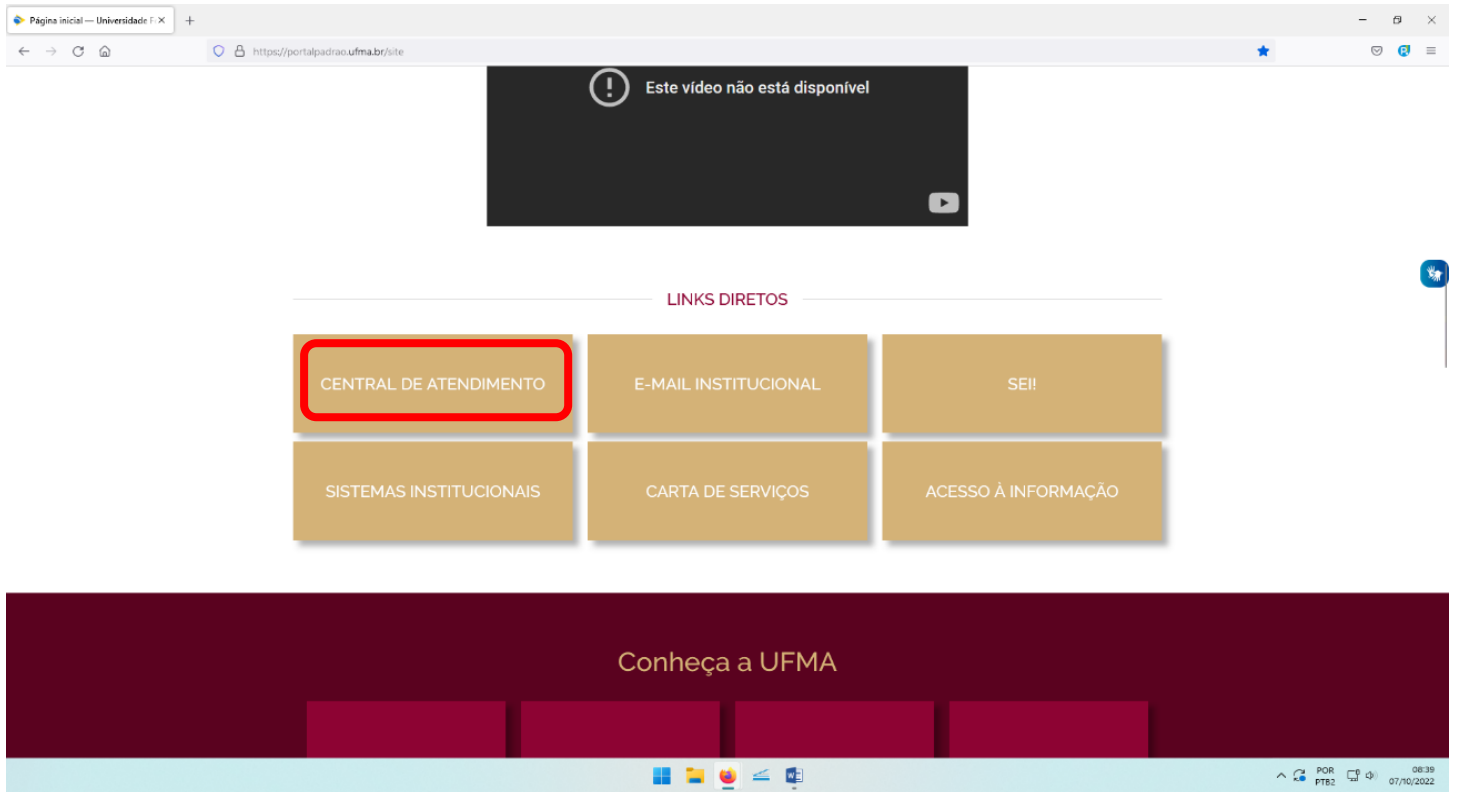 Página inicial — Universidade F
https://portalpadrao.ufma.br/site
Este vídeo não está disponível
LINKS DIRETOS
CENTRAL DE ATENDIMENTO
E-MAIL INSTITUCIONAL
SEI!
SISTEMAS INSTITUCIONAIS
CARTA DE SERVIÇOS
ACESSO À INFORMAÇÃO
Conheça a UFMA
POR
PTB2
08:39
07/10/2022